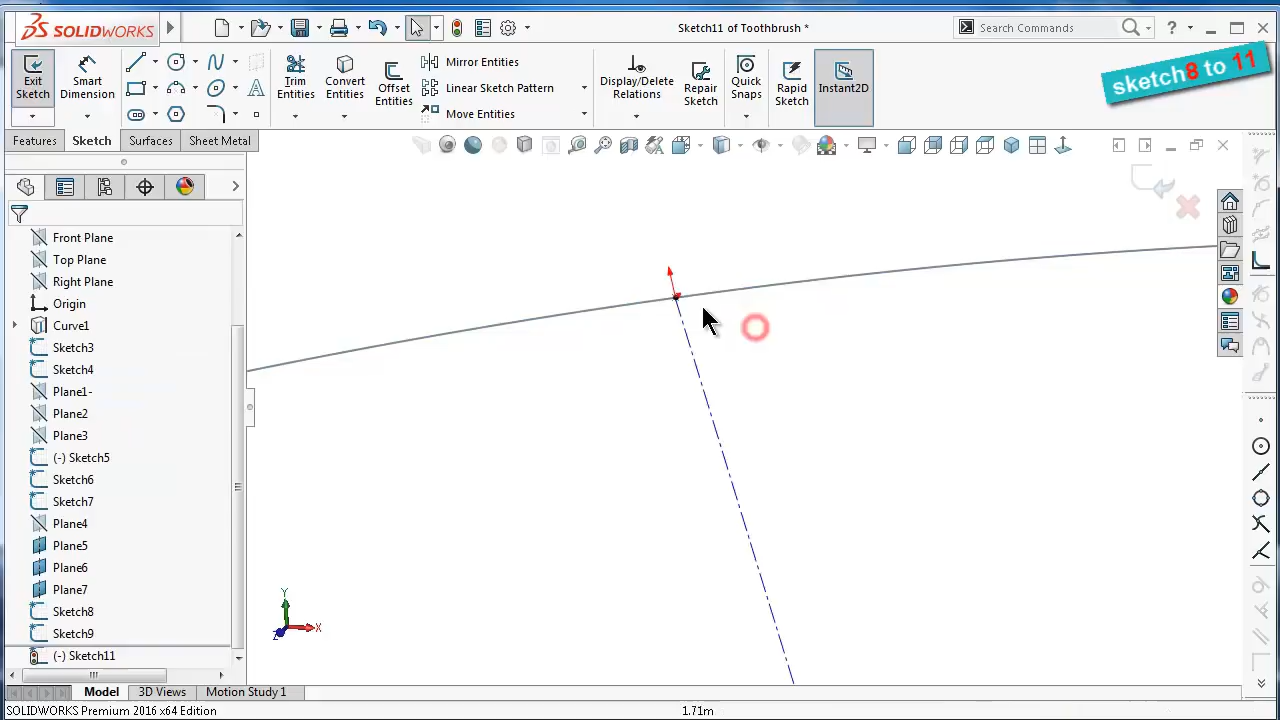 SOLIDWORKS
Sketch11 of Toothbrush *
Search Commands
?
sketch8 to 11
Exit
Sketch
Smart
Dimension
Trim
Entities
Convert
Entities
Offset
Entities
Mirror Entities
Linear Sketch Pattern
Move Entities
Display/Delete
Relations
Repair
Sketch
Quick
Snaps
Rapid
Sketch
Instant2D
Features
Sketch
Surfaces
Sheet Metal
Front Plane
Top Plane
Right Plane
Origin
Curve1
Sketch3
Sketch4
Plane1-
Plane2
Plane3
(-) Sketch5
Sketch6
Sketch7
Plane4
Plane5
Plane6
Plane7
Sketch8
Sketch9
(-) Sketch11
Y
X
Z
Model
3D Views
Motion Study 1
SOLIDWORKS Premium 2016 x64 Edition
1.71m